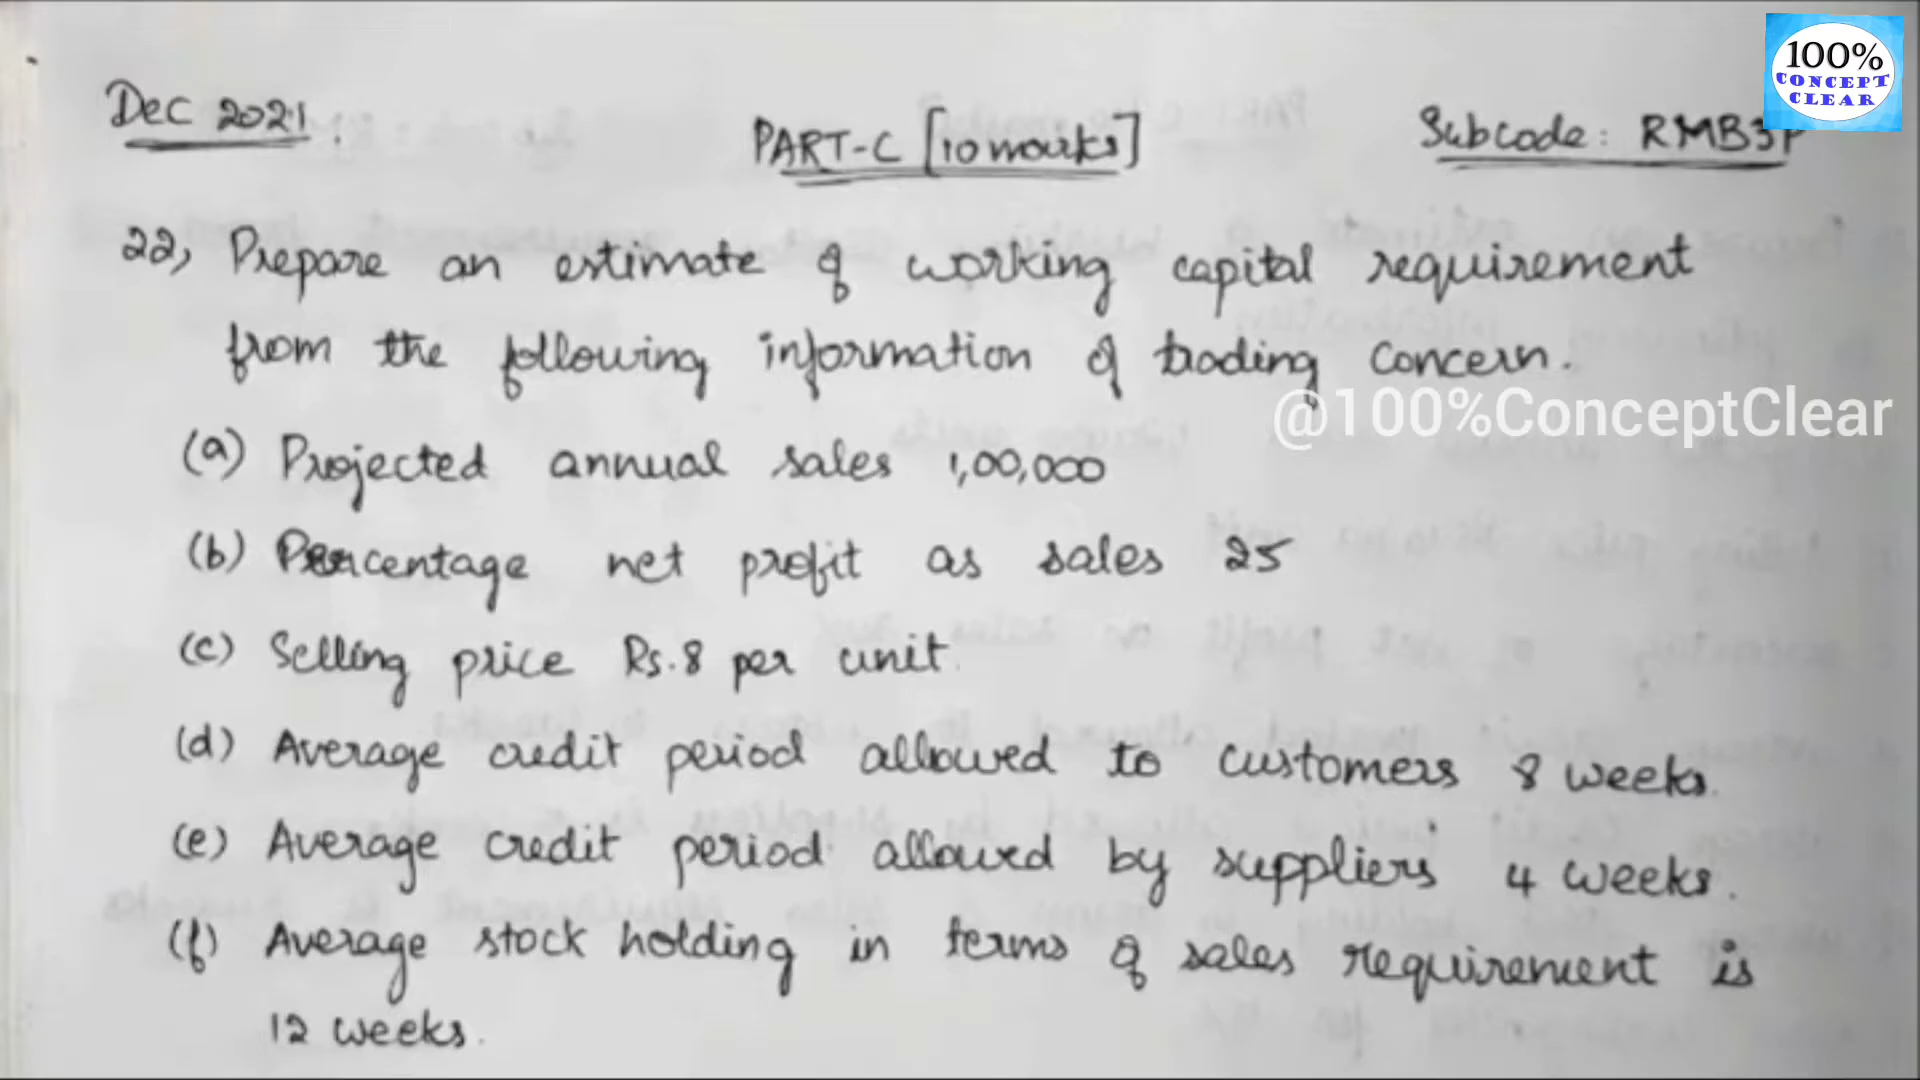 100%
CONCEPT
CLEAR
Dec 2021.
PART-C [10 marks]
Subcode: RMB3P
22, Prepare an estimate of working capital requirement
from the following information of trading concern.
@100%ConceptClear
(a) Projected annual sales 1,00,000
(b) Percentage net profit as sales 25
(c) Selling price Rs.8 per unit.
(d) Average credit period allowed to customers 8 weeks.
(e) Average credit period allowed by suppliers 4 weeks.
(f) Average stock holding in terms of sales requirement is
12 weeks.